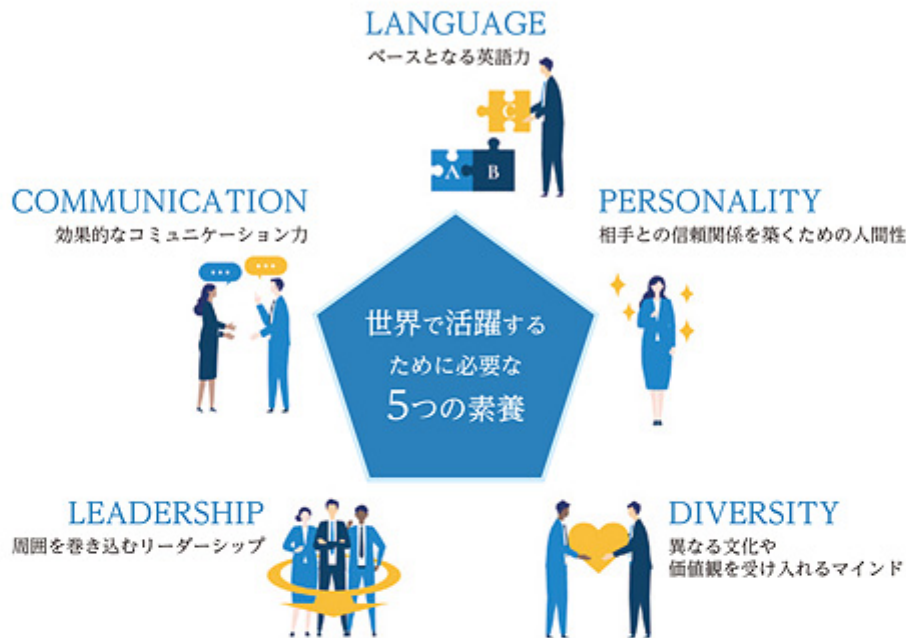 LANGUAGE
ベースとなる英語力
C
A
B
COMMUNICATION
効果的なコミュニケーション力
PERSONALITY
相手との信頼関係を築くための人間性
世界で活躍する
ために必要な
5つの素養
LEADERSHIP
周囲を巻き込むリーダーシップ
DIVERSITY
異なる文化や
価値観を受け入れるマインド